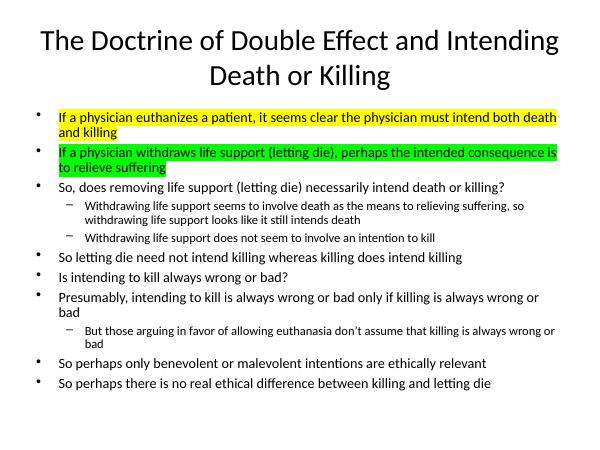 The Doctrine of Double Effect and Intending
Death or Killing
• If a physician euthanizes a patient, it seems clear the physician must intend both death
and killing
• If a physician withdraws life support (letting die), perhaps the intended consequence is
to relieve suffering
• So, does removing life support (letting die) necessarily intend death or killing?
– Withdrawing life support seems to involve death as the means to relieving suffering, so
withdrawing life support looks like it still intends death
– Withdrawing life support does not seem to involve an intention to kill
• So letting die need not intend killing whereas killing does intend killing
• Is intending to kill always wrong or bad?
• Presumably, intending to kill is always wrong or bad only if killing is always wrong or
bad
– But those arguing in favor of allowing euthanasia don’t assume that killing is always wrong or
bad
• So perhaps only benevolent or malevolent intentions are ethically relevant
• So perhaps there is no real ethical difference between killing and letting die